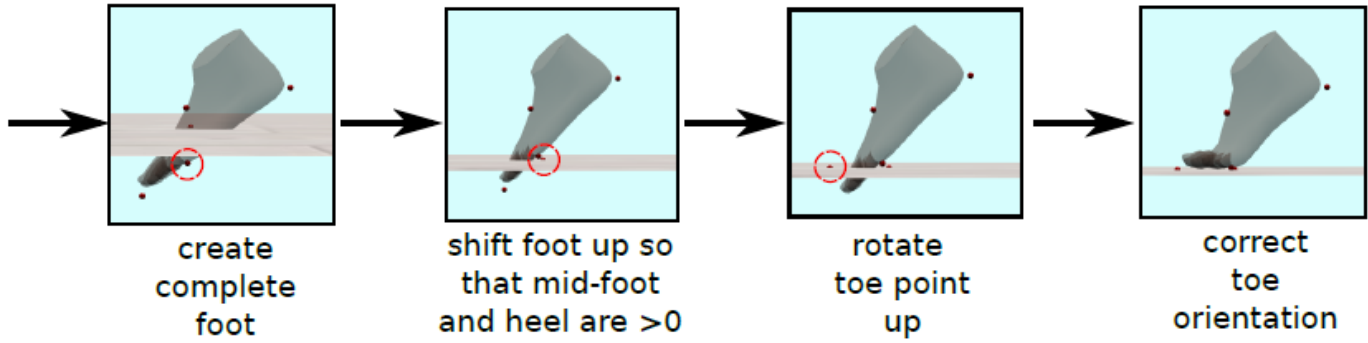 create
complete
foot
shift foot up so
that mid-foot
and heel are >0
rotate
toe point
up
correct
toe
orientation